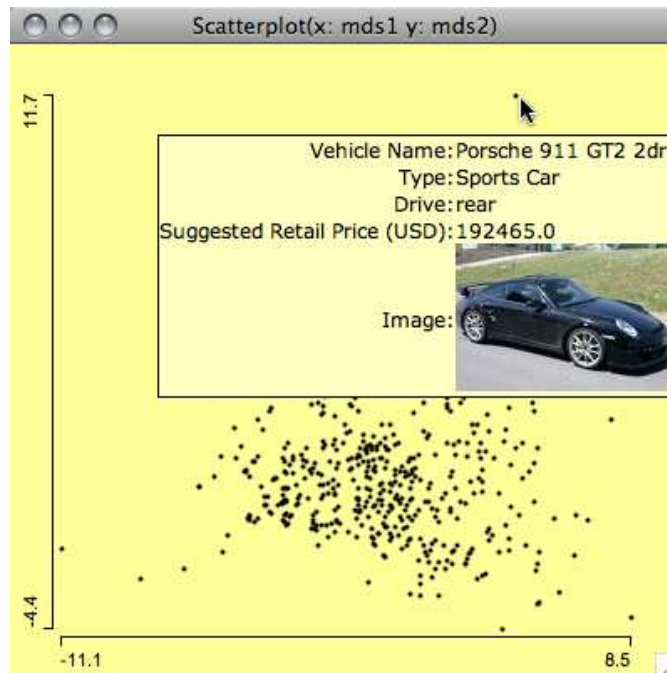 Scatterplot(x: mds1 y: mds2)
11.7
Vehicle Name: Porsche 911 GT2 2dr
Type: Sports Car
Drive: rear
Suggested Retail Price (USD): 192465.0
Image:
-4.4
-11.1
8.5